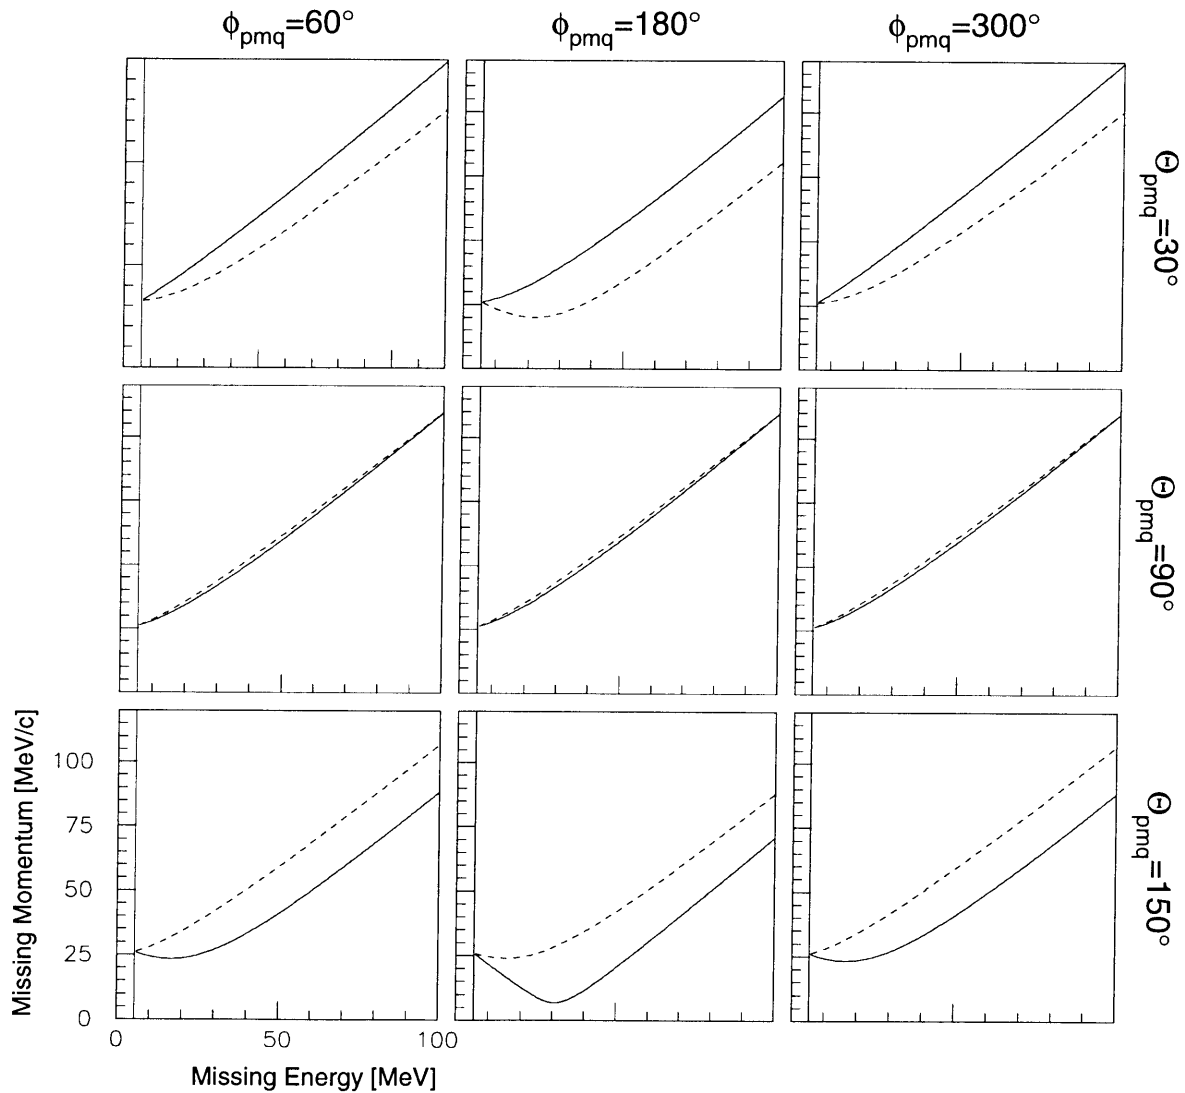 ϕpmq=60°
ϕpmq=180°
ϕpmq=300°
Θpmq=30°
Θpmq=90°
Θpmq=150°
Missing Momentum [MeV/c]
100
75
50
25
0
0
50
100
Missing Energy [MeV]